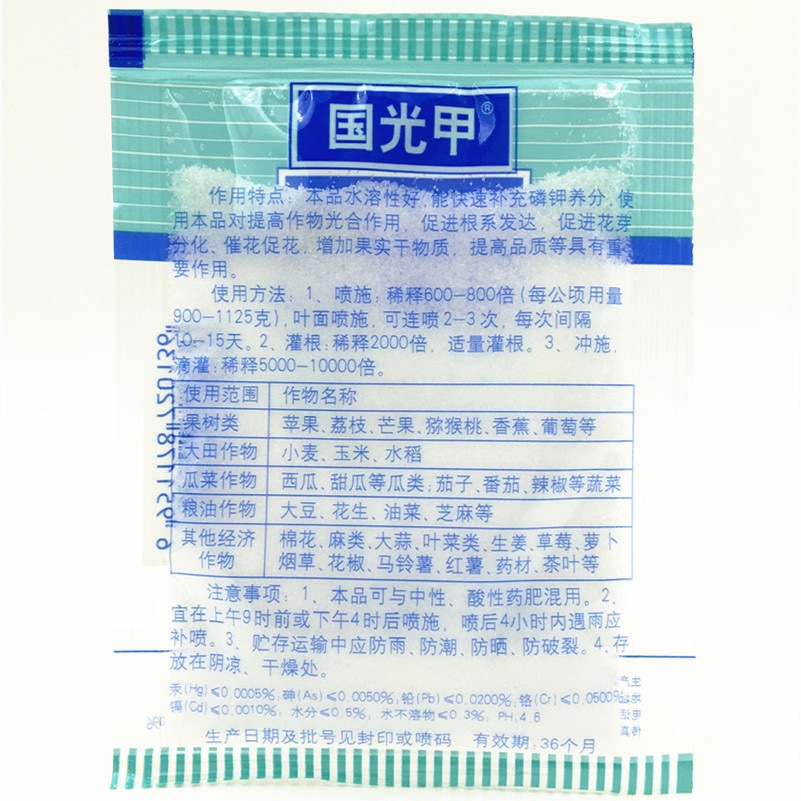 国光甲®
作用特点：本品水溶性好,能快速补充磷钾养分,使
用本品对提高作物光合作用，促进根系发达，促进花芽
分化、催花促花，增加果实干物质，提高品质等具有重
要作用。
使用方法：1、喷施：稀释600—800倍(每公顷用量
900—1125克),叶面喷施，可连喷2-3次，每次间隔
10-15天。2、灌根:稀释2000倍，适量灌根。3、冲施,
滴灌:稀释5000-10000倍。
使用范围 作物名称
果树类 苹果、荔枝、芒果、猕猴桃、香蕉、葡萄等
大田作物 小麦、玉米、水稻
瓜菜作物 西瓜、甜瓜等瓜类;茄子、番茄、辣椒等蔬菜
粮油作物 大豆、花生、油菜、芝麻等
其他经济 棉花、麻类、大蒜、叶菜类、生姜、草莓、萝卜
作物 烟草、花椒、马铃薯、红薯、药材、茶叶等
注意事项：1、本品可与中性、酸性药肥混用。2、
宜在上午9时前或下午4时后喷施，喷后4小时内遇雨应
补喷。3、贮存运输中应防雨、防潮、防晒、防破裂。4、存
放在阴凉、干燥处。
汞(Hg)≤0.0005%;砷(As)≤0.0050%;铅(Pb)≤0.0200%;铬(Cr)≤0.0500%;
镉(Cd)≤0.0010%; 水分≤0.5%; 水不溶物≤0.3%; PH:4.6
生产日期及批号见封印或喷码 有效期:36个月
6 951178 720136